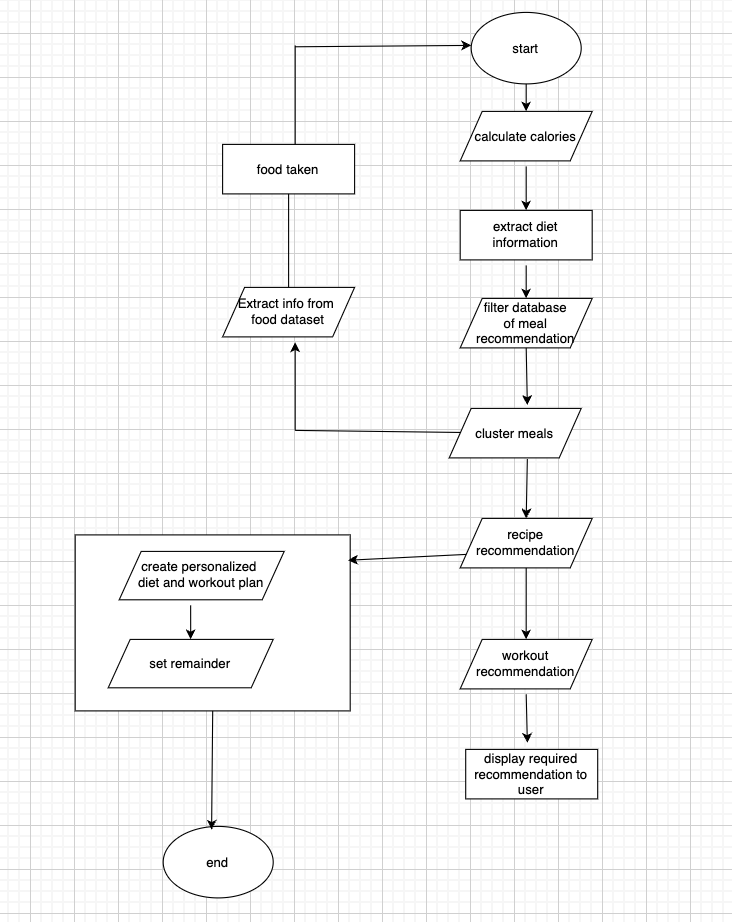 start
calculate calories
food taken
extract diet
information
Extract info from
food dataset
filter database
of meal
recommendation
cluster meals
recipe
recommendation
create personalized
diet and workout plan
set remainder
workout
recommendation
display required
recommendation to
user
end